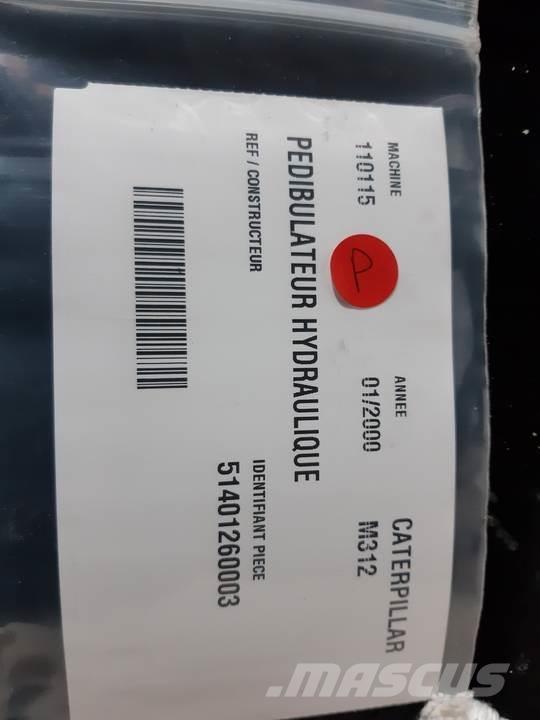 MACHINE ANNEE CATERPILLAR
110115 01/2000 M312
PEDIBULATEUR HYDRAULIQUE
REF / CONSTRUCTEUR IDENTIFIANT PIECE
51401260003
MASCUS